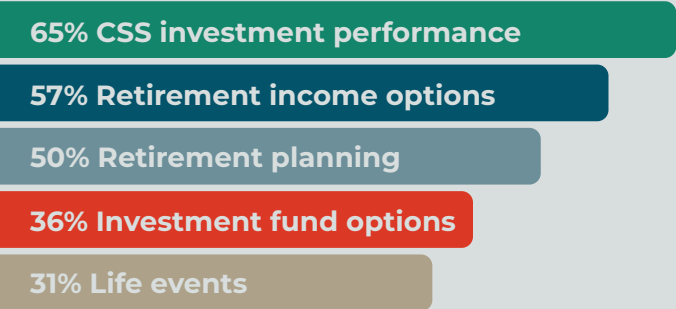 65% CSS investment performance
57% Retirement income options
50% Retirement planning
36% Investment fund options
31% Life events